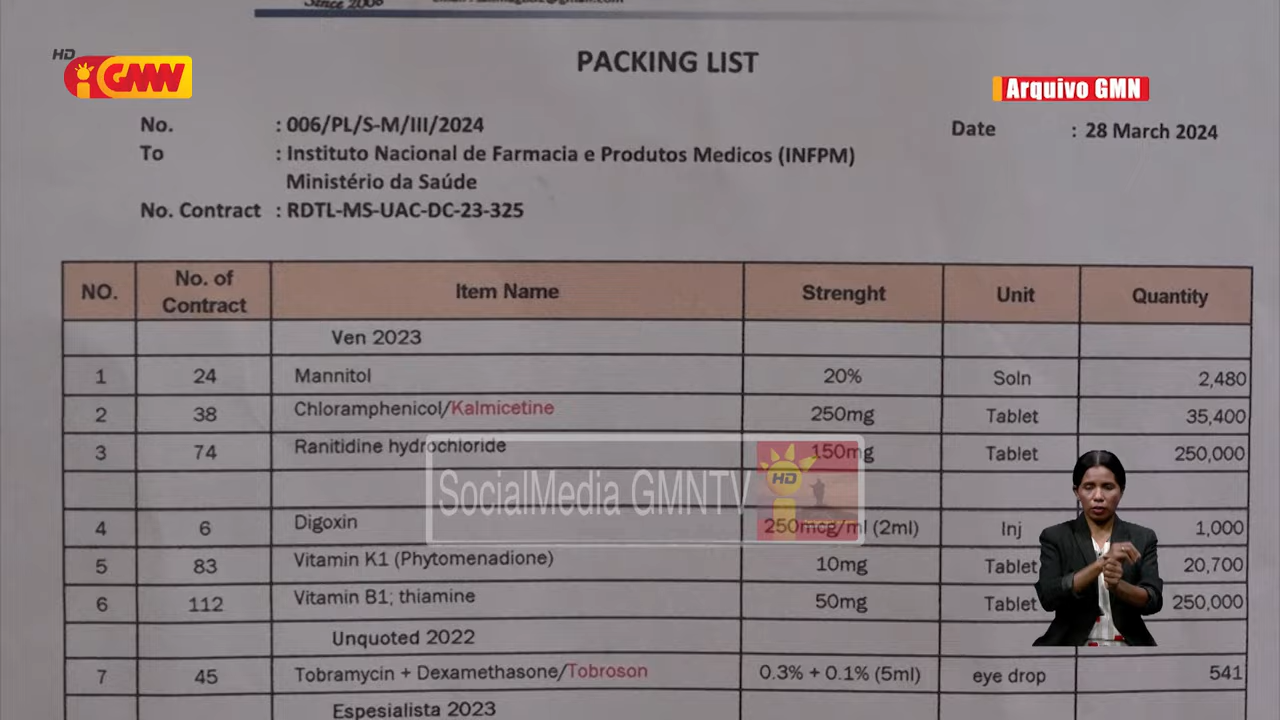 Since 2008
HD
GMN
Arquivo GMN
PACKING LIST
No. : 006/PL/S-M/III/2024
Date : 28 March 2024
To : Instituto Nacional de Farmacia e Produtos Medicos (INFPM)
Ministério da Saúde
No. Contract : RDTL-MS-UAC-DC-23-325
NO. No. of Contract Item Name Strenght Unit Quantity
Ven 2023
1 24 Mannitol 20% Soln 2,480
2 38 Chloramphenicol/Kalmicetine 250mg Tablet 35,400
3 74 Ranitidine hydrochloride 150mg Tablet 250,000
SocialMedia GMNTV HD
4 6 Digoxin 250mcg/ml (2ml) Inj 1,000
5 83 Vitamin K1 (Phytomenadione) 10mg Tablet 20,700
6 112 Vitamin B1; thiamine 50mg Tablet 250,000
Unquoted 2022
7 45 Tobramycin + Dexamethasone/Tobroson 0.3% + 0.1% (5ml) eye drop 541
Espesialista 2023